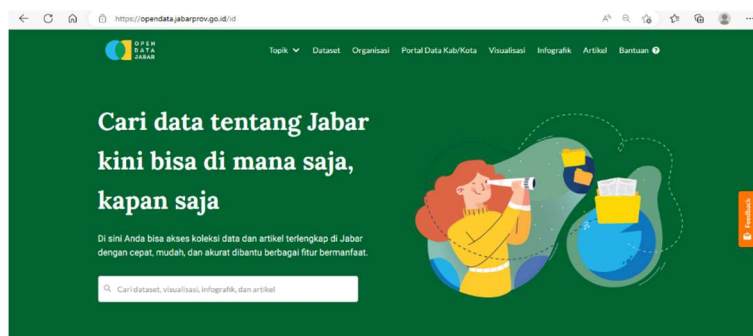 https://opendata.jabarprov.go.id/id
OPEN
DATA
JABAR
Topik Dataset Organisasi Portal Data Kab/Kota Visualisasi Infografik Artikel Bantuan
Cari data tentang Jabar
kini bisa di mana saja,
kapan saja
Di sini Anda bisa akses koleksi data dan artikel terlengkap di Jabar
dengan cepat, mudah, dan akurat dibantu berbagai fitur bermanfaat.
Cari dataset, visualisasi, infografik, dan artikel
Feedback